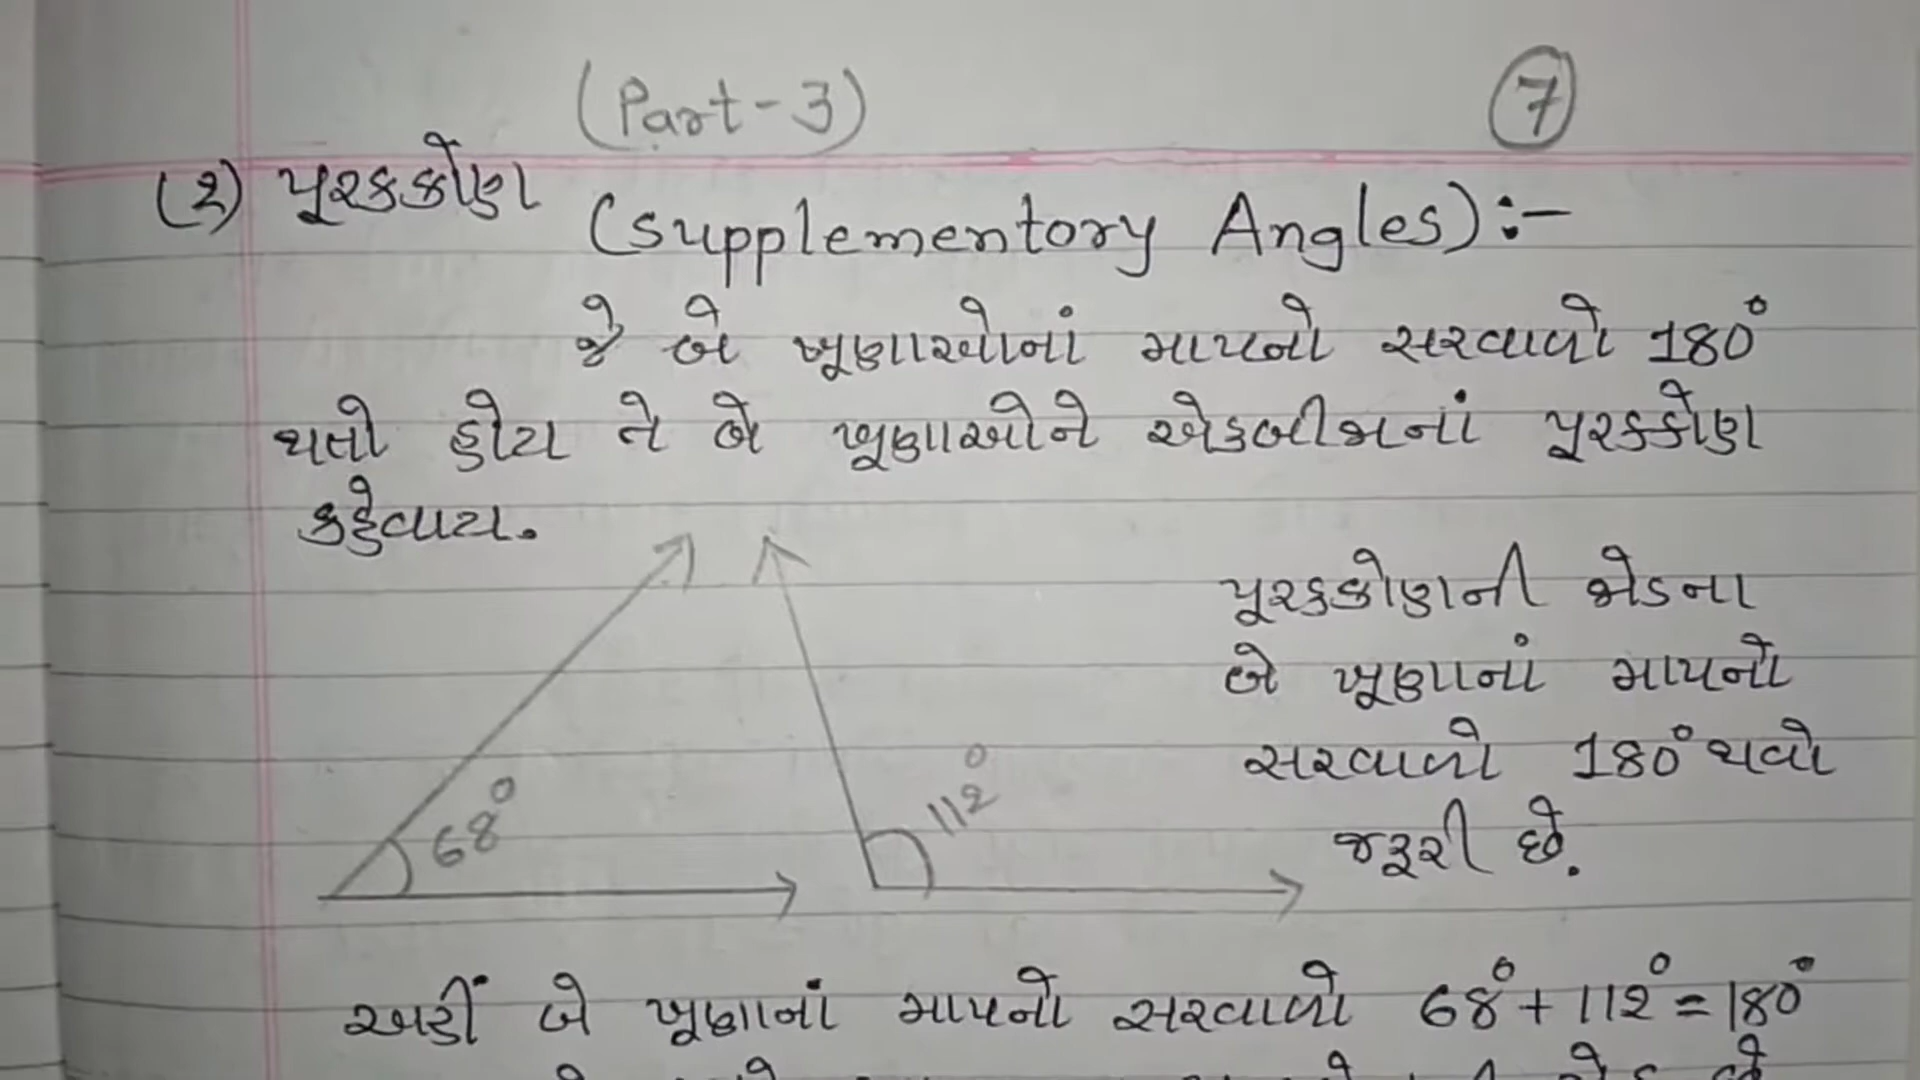 (Part-3)
7
(૨) પૂરકકોણ (supplementory Angles):-
જે બે ખૂણાઓનાં માપનો સરવાળો 180°
થતો હોય તે બે ખૂણાઓને એકબીજાનાં પૂરકકોણ
કહેવાય.
પૂરકકોણની જોડના
બે ખૂણાનાં માપનો
સરવાળો 180° થવો
જરૂરી છે.
68°
112°
અહીં બે ખૂણાનાં માપનો સરવાળો 68° + 112° = 180°